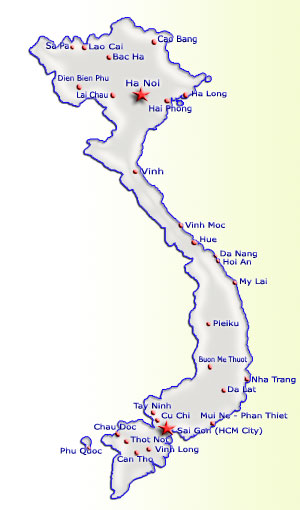 Cao Bang
Sa Pa
Lao Cai
Bac Ha
Dien Bien Phu
Ha Noi
Lai Chau
Ha Long
Hai Phong
Vinh
Vinh Moc
Hue
Da Nang
Hoi An
My Lai
Pleiku
Buon Me Thuot
Nha Trang
Da Lat
Tay Ninh
Cu Chi
Mui Ne - Phan Thiet
Chau Doc
Sai Gon (HCM City)
Thot Not
Phu Quoc
Vinh Long
Can Tho